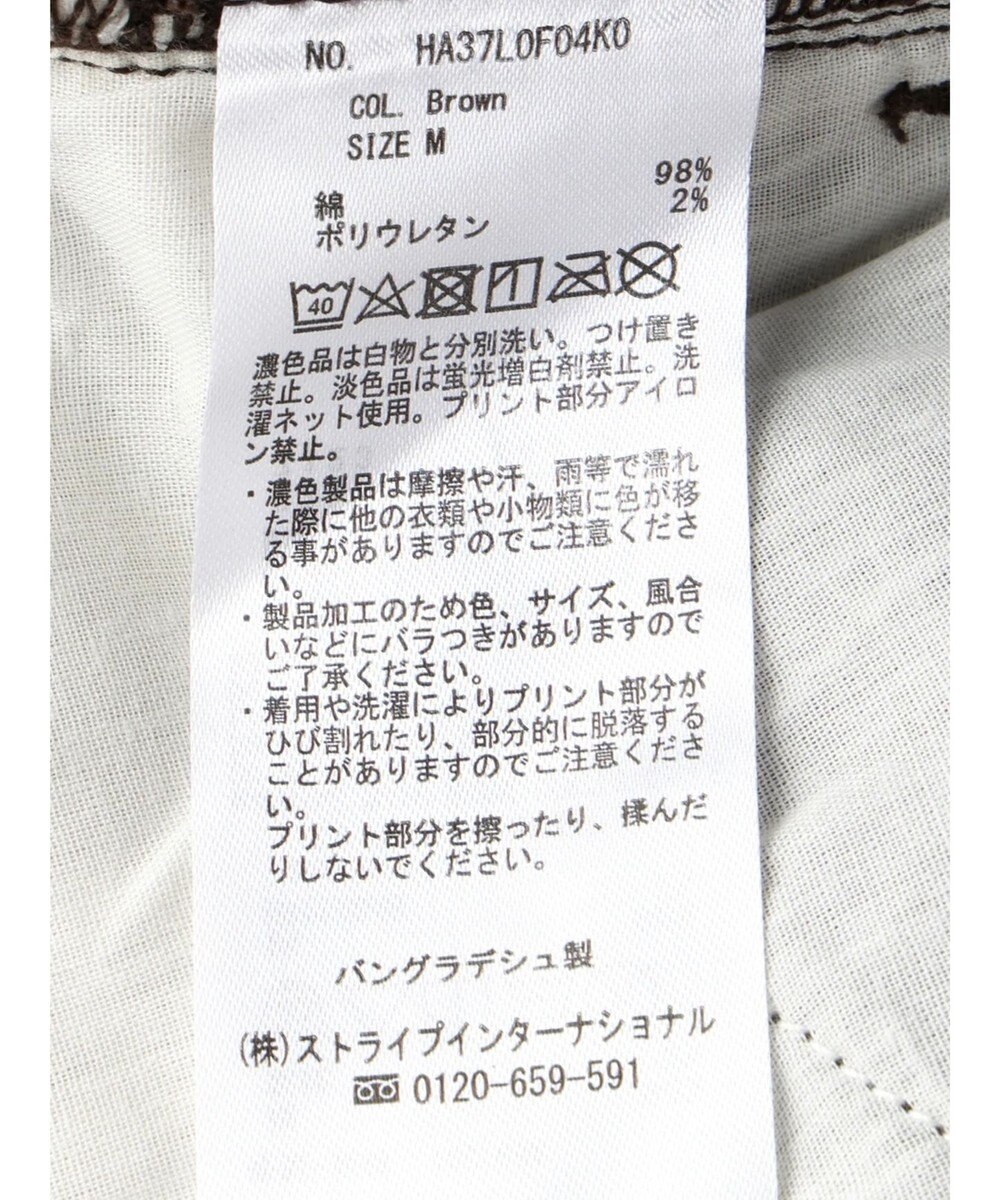 NO. HA37L0F04K0
COL. Brown
SIZE M
綿 98%
ポリウレタン 2%
40
濃色品は白物と分別洗い。つけ置き
禁止。淡色品は蛍光増白剤禁止。洗
濯ネット使用。プリント部分アイロ
ン禁止。
・濃色製品は摩擦や汗、雨等で濡れ
た際に他の衣類や小物類に色が移
る事がありますのでご注意くださ
い。
・製品加工のため色、サイズ、風合
いなどにバラつきがありますので
ご了承ください。
・着用や洗濯によりプリント部分が
ひび割れたり、部分的に脱落する
ことがありますのでご注意くださ
い。
プリント部分を擦ったり、揉んだ
りしないでください。
バングラデシュ製
(株)ストライプインターナショナル
0120-659-591